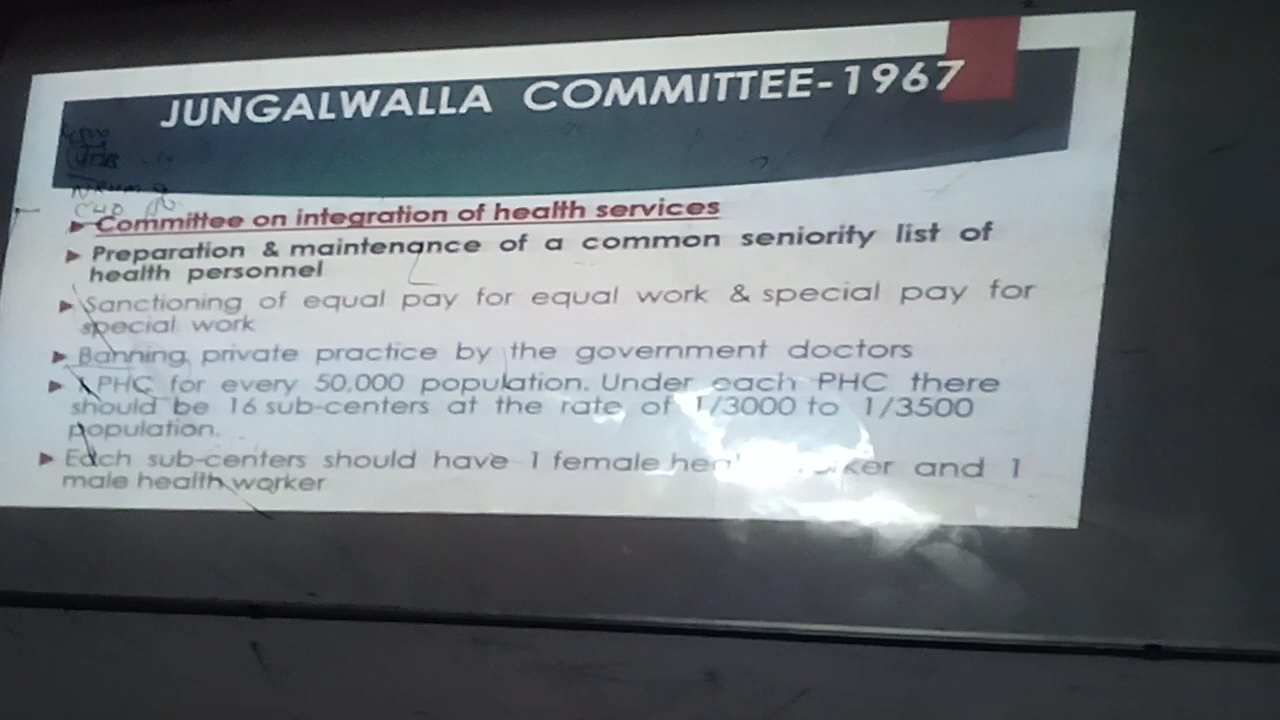 JUNGALWALLA COMMITTEE-1967
Committee on integration of health services
Preparation & maintenance of a common seniority list of
health personnel
Sanctioning of equal pay for equal work & special pay for
special work
Banning private practice by the government doctors
PHC for every 50,000 population. Under each PHC there
should be 16 sub-centers at the rate of 1/3000 to 1/3500
population.
Each sub-centers should have 1 female and 1
male health worker